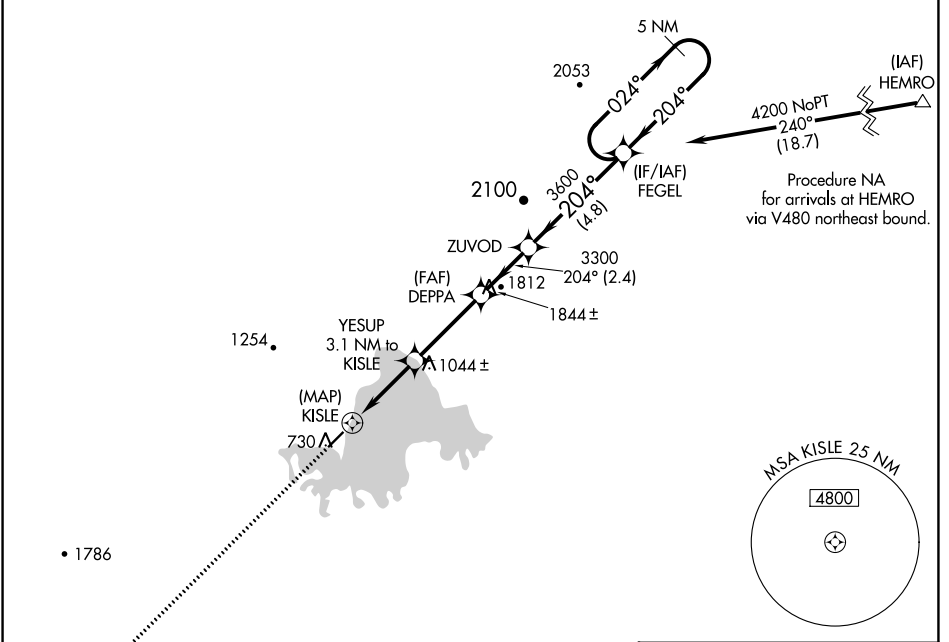 5 NM
2053
024°
204°
(IAF)
HEMRO
4200 NoPT
240°
(18.7)
(IF/IAF)
FEGEL
Procedure NA
for arrivals at HEMRO
via V480 northeast bound.
2100
3600
204°
(4.8)
ZUVOD
3300
204° (2.4)
(FAF)
DEPPA
1812
1844±
1254
YESUP
3.1 NM to
KISLE
1044±
(MAP)
KISLE
730
MSA KISLE 25 NM
4800
1786